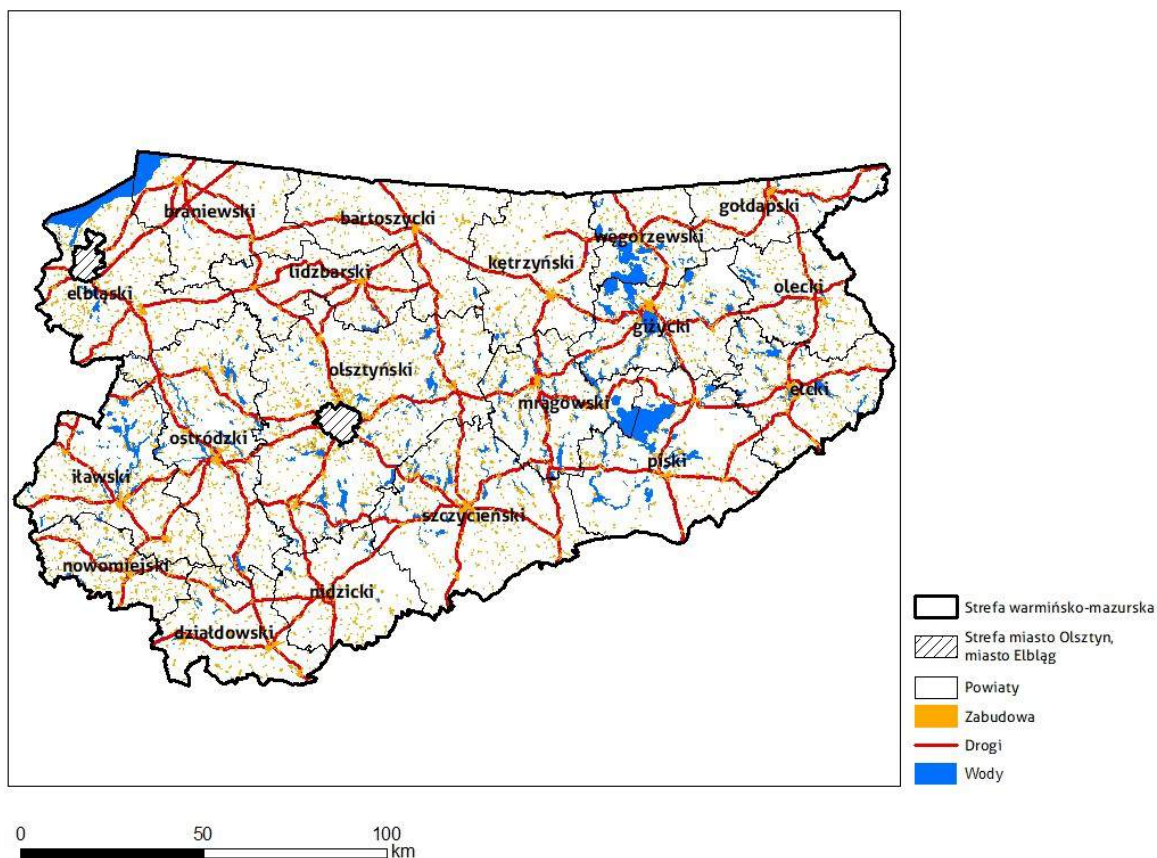 braniewski
bartoszycki
gołdapski
węgorzewski
kętrzyński
lidzbarski
elbląski
olecki
giżycki
olsztyński
mrągowski
ełcki
ostródzki
iławski
piski
szczycieński
nowomiejski
nidzicki
działdowski
Strefa warmińsko-mazurska
Strefa miasto Olsztyn,
miasto Elbląg
Powiaty
Zabudowa
Drogi
Wody
0 50 100
km